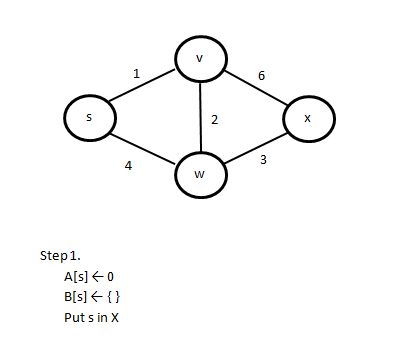 v
1
6
s
2
x
4
3
w
Step 1.
A[s] ← 0
B[s] ← { }
Put s in X